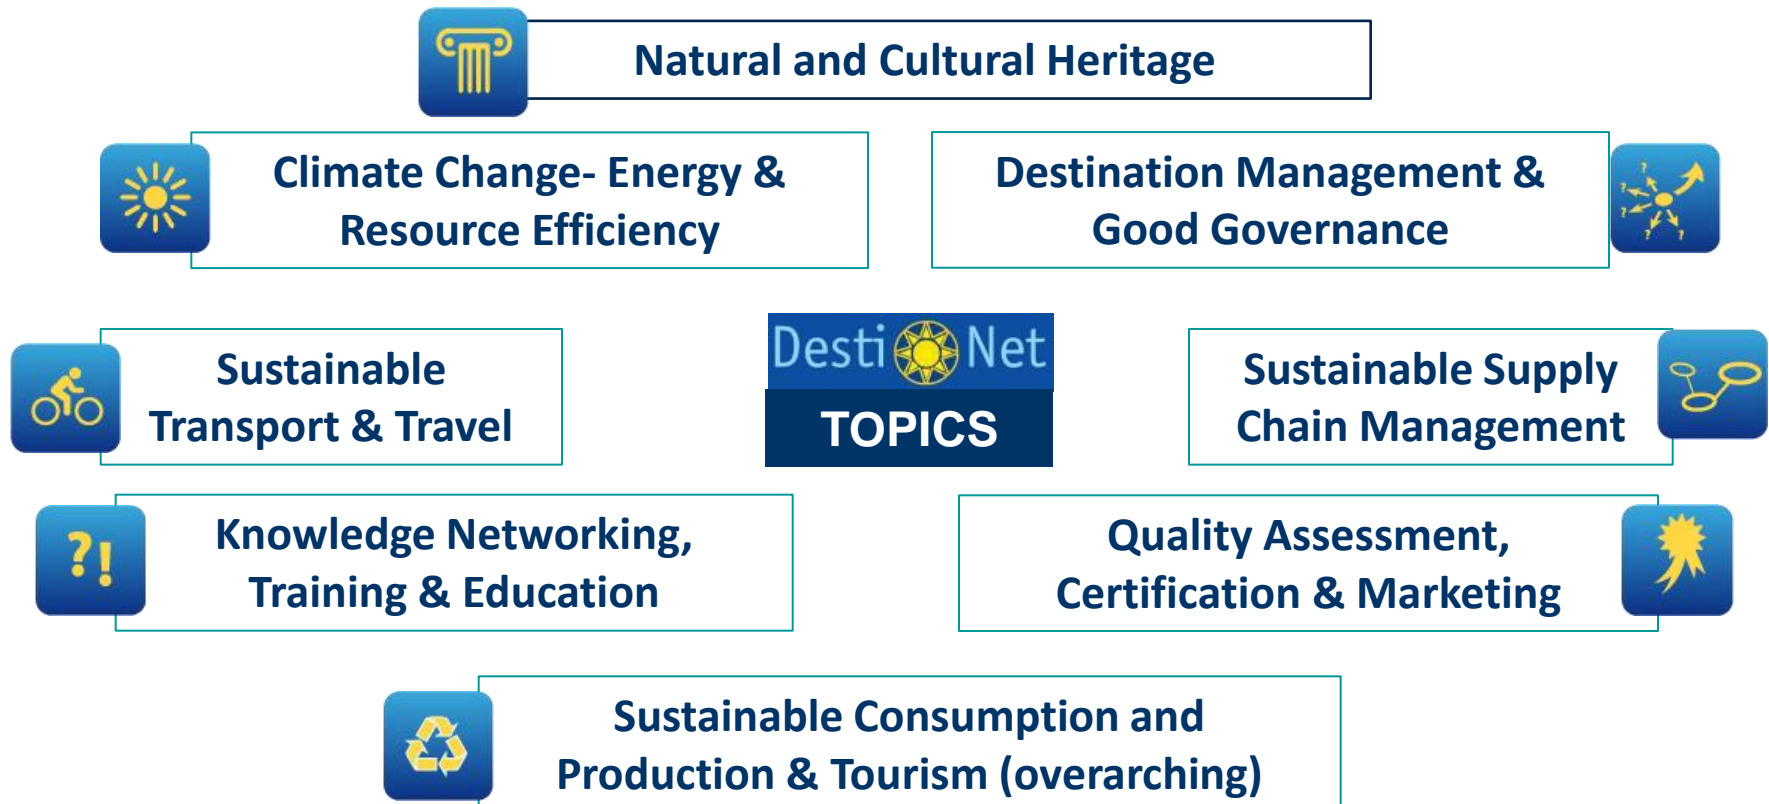 Natural and Cultural Heritage
Climate Change- Energy &
Resource Efficiency
Destination Management &
Good Governance
? ? ? ? ? ?
Sustainable
Transport & Travel
Desti Net
TOPICS
Sustainable Supply
Chain Management
?!
Knowledge Networking,
Training & Education
Quality Assessment,
Certification & Marketing
Sustainable Consumption and
Production & Tourism (overarching)